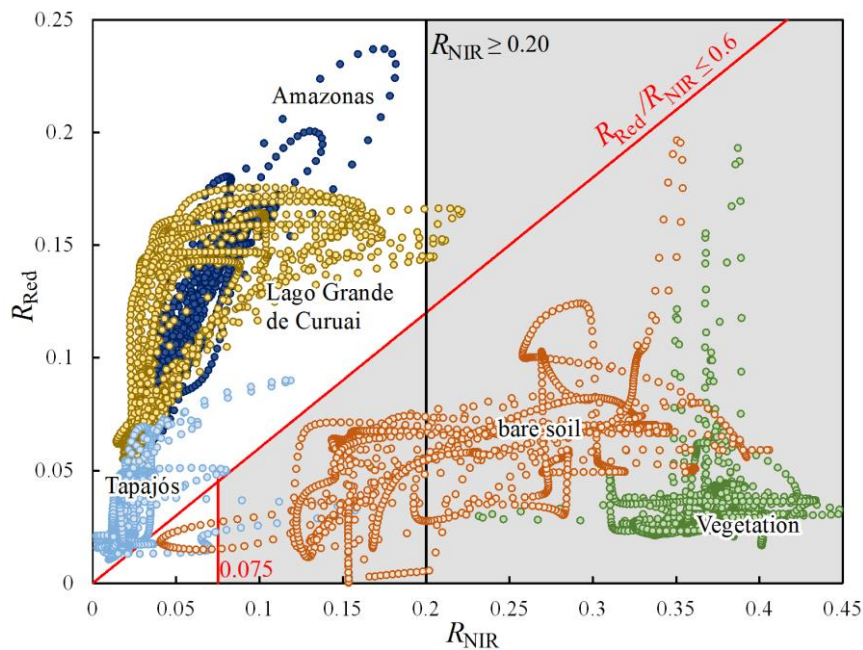 0.25
0.2
0.15
0.1
0.05
0
R_Red
Amazonas
R_NIR ≥ 0.20
R_Red/R_NIR ≤ 0.6
Lago Grande
de Curuai
bare soil
Tapajós
Vegetation
0.075
0 0.05 0.1 0.15 0.2 0.25 0.3 0.35 0.4 0.45
R_NIR